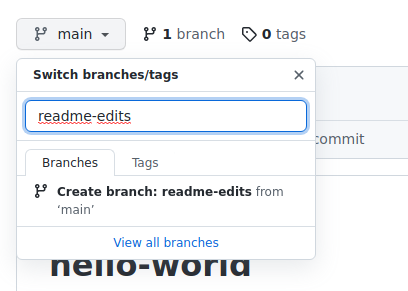 main 1 branch 0 tags
Switch branches/tags
readme-edits
Branches Tags
commit
Create branch: readme-edits from
‘main’
View all branches
hello-world